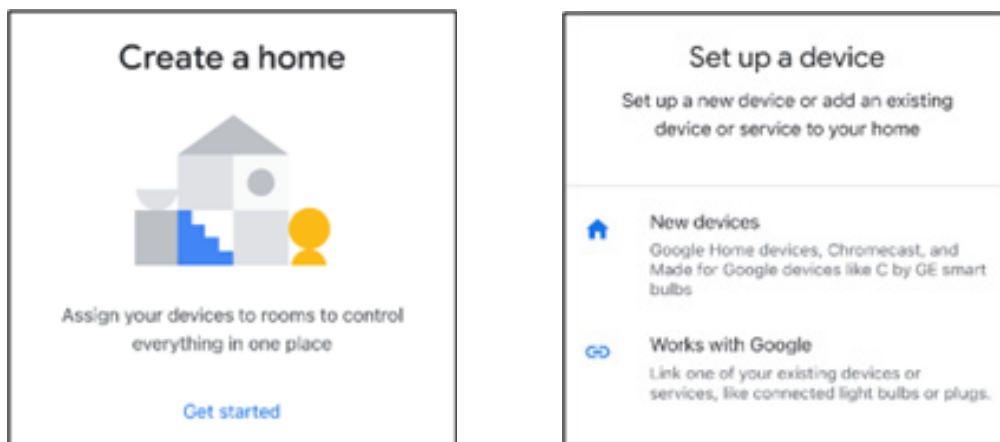 Create a home
Assign your devices to rooms to control
everything in one place
Get started
Set up a device
Set up a new device or add an existing
device or service to your home
New devices
Google Home devices, Chromecast, and
Made for Google devices like C by GE smart
bulbs
Works with Google
Link one of your existing devices or
services, like connected light bulbs or plugs.